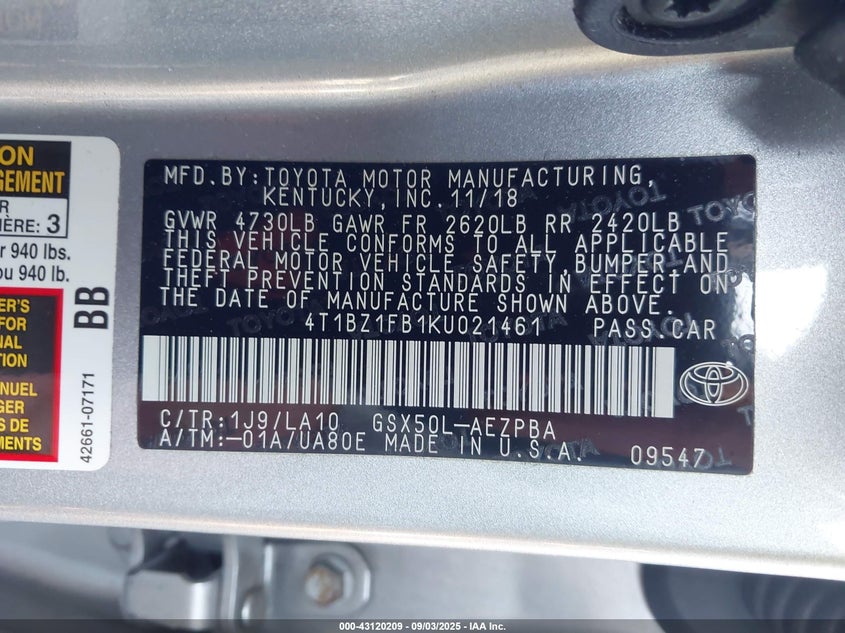 MFD.BY:TOYOTA MOTOR MANUFACTURING,
KENTUCKY,INC.11/18
GVWR 4730LB GAWR FR 2620LB RR 2420LB
THIS VEHICLE CONFORMS TO ALL APPLICABLE
FEDERAL MOTOR VEHICLE SAFETY,BUMPER,AND
THEFT PREVENTION STANDARDS IN EFFECT ON
THE DATE OF MANUFACTURE SHOWN ABOVE.
4T1BZ1FB1KU021461 PASS.CAR
C/TR:1J9/LA10 GSX50L-AEZPBA
A/TM:-01A/UA80E MADE IN U.S.A. 09547
ON
GEMENT
R
IÈRE: 3
r 940 lbs.
ou 940 lb.
BB
ER'S
FOR
NAL
TION
ANUEL
GER
S DE
MENTS
42661-07171
TOYOTA
000-43120209 - 09/03/2025 - IAA Inc.